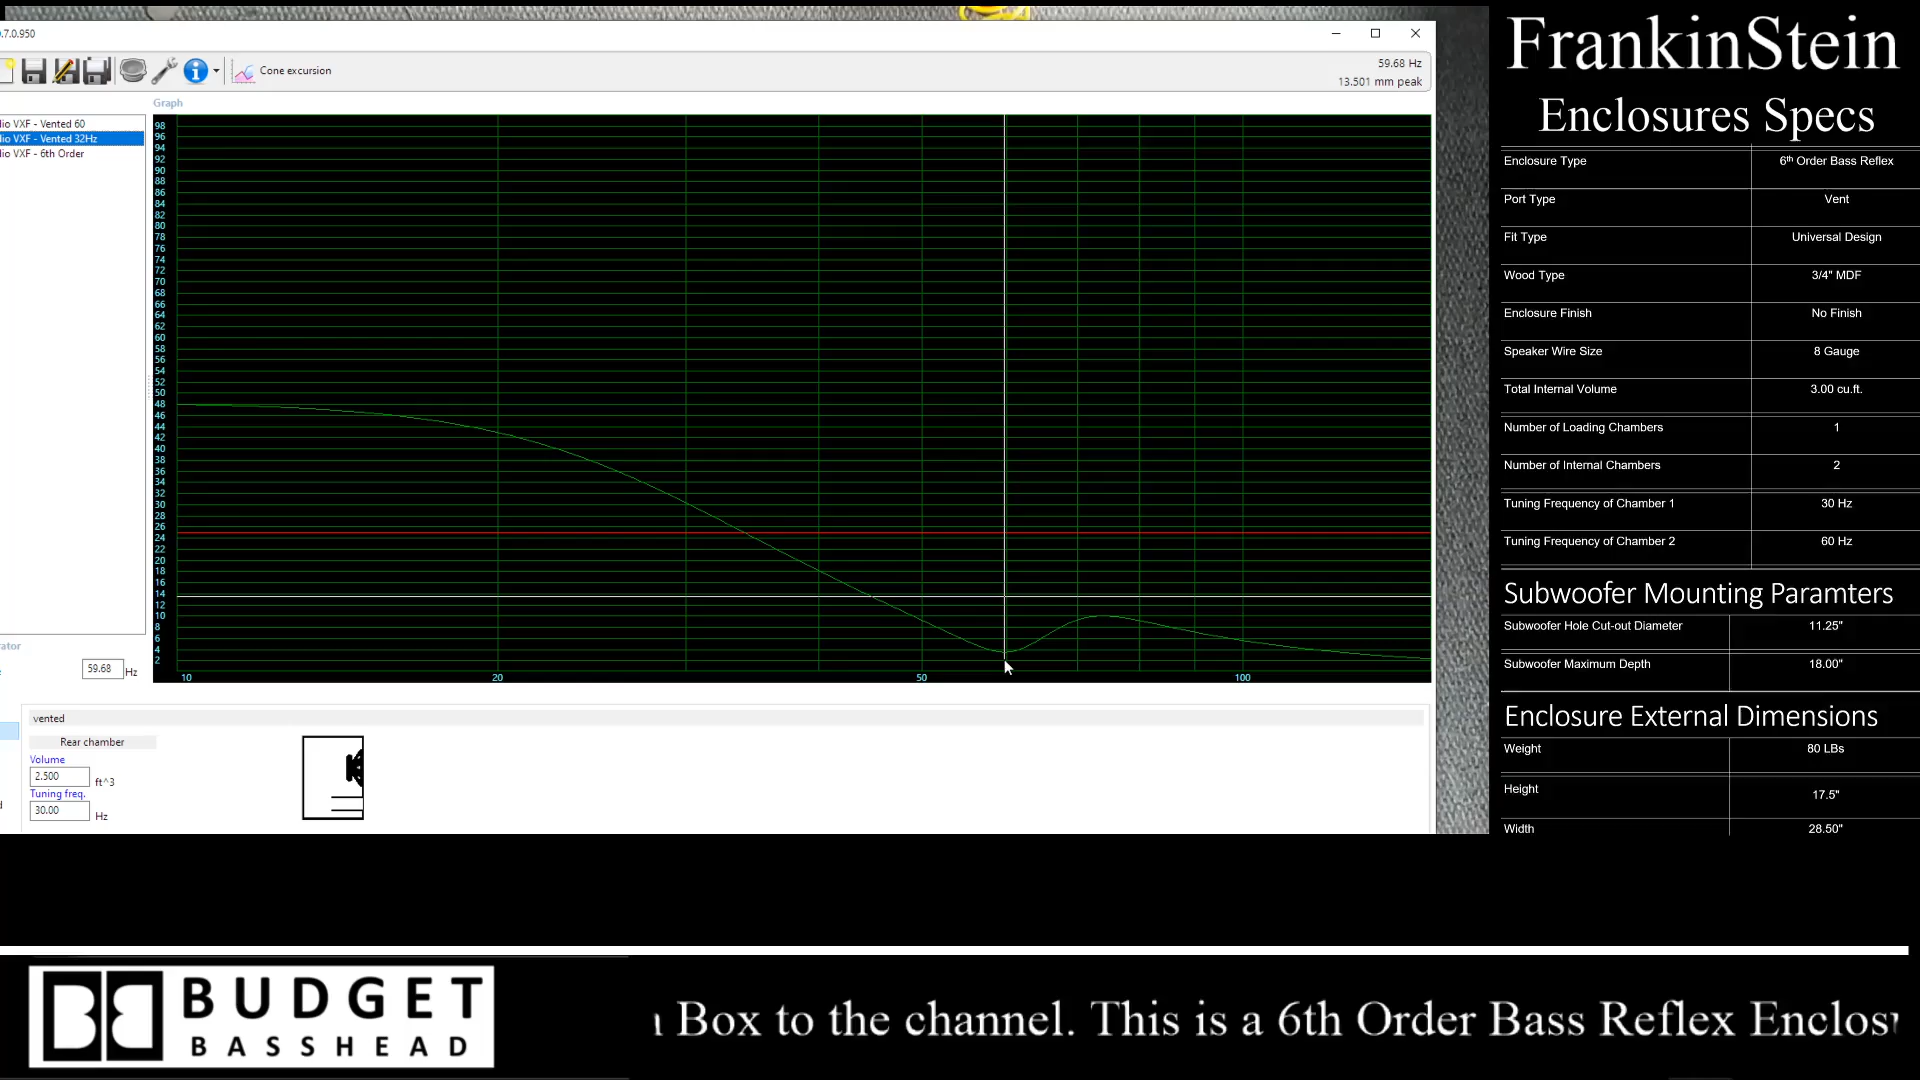 .7.0.950
Cone excursion
59.68 Hz
13.501 mm peak
Graph
dio VXF - Vented 60
dio VXF - Vented 32Hz
dio VXF - 6th Order
98
96
94
92
90
88
86
84
82
80
78
76
74
72
70
68
66
64
62
60
58
56
54
52
50
48
46
44
42
40
38
36
34
32
30
28
26
24
22
20
18
16
14
12
10
8
6
4
2
10 20 50 100
rator
59.68 Hz
vented
Rear chamber
Volume
2.500 ft^3
Tuning freq.
30.00 Hz
FrankinStein
Enclosures Specs
Enclosure Type 6th Order Bass Reflex
Port Type Vent
Fit Type Universal Design
Wood Type 3/4" MDF
Enclosure Finish No Finish
Speaker Wire Size 8 Gauge
Total Internal Volume 3.00 cu.ft.
Number of Loading Chambers 1
Number of Internal Chambers 2
Tuning Frequency of Chamber 1 30 Hz
Tuning Frequency of Chamber 2 60 Hz
Subwoofer Mounting Paramters
Subwoofer Hole Cut-out Diameter 11.25"
Subwoofer Maximum Depth 18.00"
Enclosure External Dimensions
Weight 80 LBs
Height 17.5"
Width 28.50"
BUDGET
BASSHEAD
Box to the channel. This is a 6th Order Bass Reflex Enclos